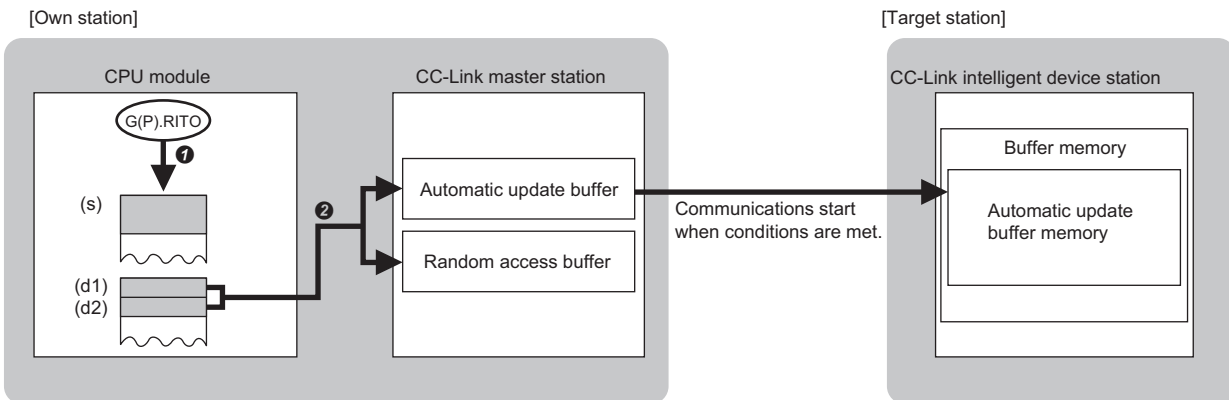 [Own station]
[Target station]
CPU module
CC-Link master station
CC-Link intelligent device station
G(P).RITO
❶
Buffer memory
(s)
❷
Automatic update buffer
Communications start
when conditions are met.
Automatic update
buffer memory
Random access buffer
(d1)
(d2)